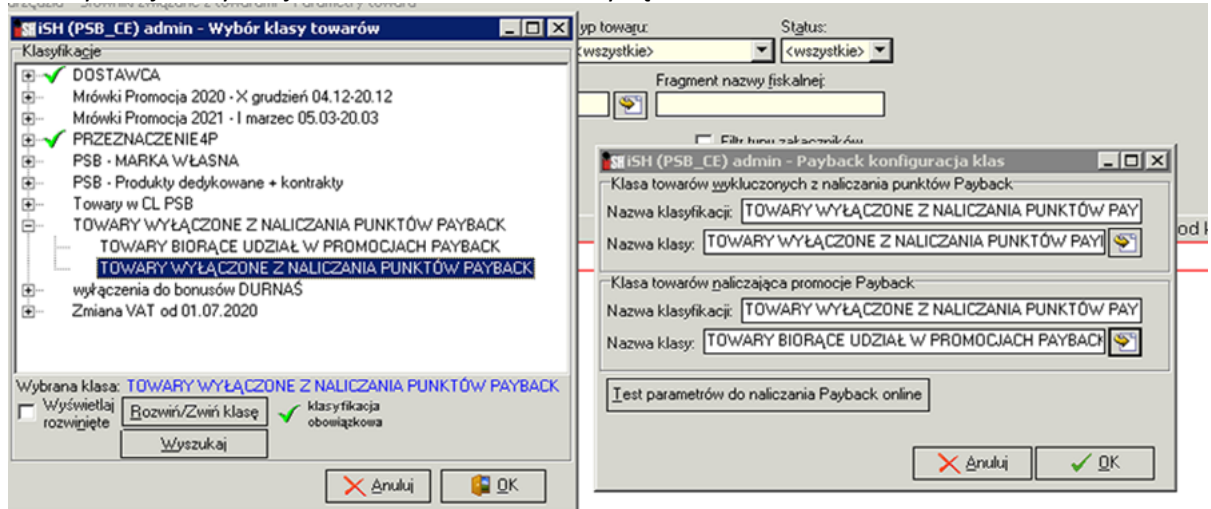 iSH (PSB_CE) admin - Wybór klasy towarów
Klasyfikacje
DOSTAWCA
Mrówki Promocja 2020 - X grudzień 04.12-20.12
Mrówki Promocja 2021 - I marzec 05.03-20.03
PRZEZNACZENIE4P
PSB - MARKA WŁASNA
PSB - Produkty dedykowane + kontrakty
Towary w CL PSB
TOWARY WYŁĄCZONE Z NALICZANIA PUNKTÓW PAYBACK
TOWARY BIORĄCE UDZIAŁ W PROMOCJACH PAYBACK
TOWARY WYŁĄCZONE Z NALICZANIA PUNKTÓW PAYBACK
wyłączenia do bonusów DURNAŚ
Zmiana VAT od 01.07.2020
Wybrana klasa: TOWARY WYŁĄCZONE Z NALICZANIA PUNKTÓW PAYBACK
Wyświetlaj rozwinięte
Rozwiń/Zwiń klasę
klasyfikacja obowiązkowa
Wyszukaj
Anuluj
OK
yp towaru:
Status:
<wszystkie>
<wszystkie>
Fragment nazwy fiskalnej:
Filtr typu załączników
od k
iSH (PSB_CE) admin - Payback konfiguracja klas
Klasa towarów wykluczonych z naliczania punktów Payback
Nazwa klasyfikacji: TOWARY WYŁĄCZONE Z NALICZANIA PUNKTÓW PAY
Nazwa klasy: TOWARY WYŁĄCZONE Z NALICZANIA PUNKTÓW PAY
Klasa towarów naliczająca promocje Payback
Nazwa klasyfikacji: TOWARY WYŁĄCZONE Z NALICZANIA PUNKTÓW PAY
Nazwa klasy: TOWARY BIORĄCE UDZIAŁ W PROMOCJACH PAYBACK
Test parametrów do naliczania Payback online
Anuluj
OK